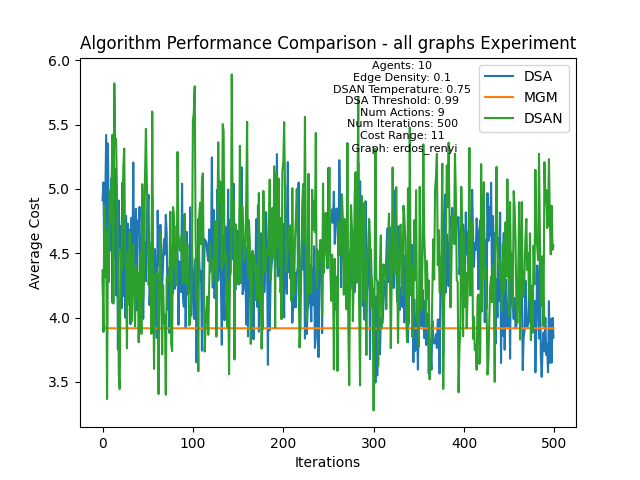 Algorithm Performance Comparison - all graphs Experiment
Agents: 10
Edge Density: 0.1
DSAN Temperature: 0.75
DSA Threshold: 0.99
Num Actions: 9
Num Iterations: 500
Cost Range: 11
Graph: erdos_renyi
DSA
MGM
DSAN
6.0
5.5
5.0
4.5
4.0
3.5
Average Cost
0 100 200 300 400 500
Iterations